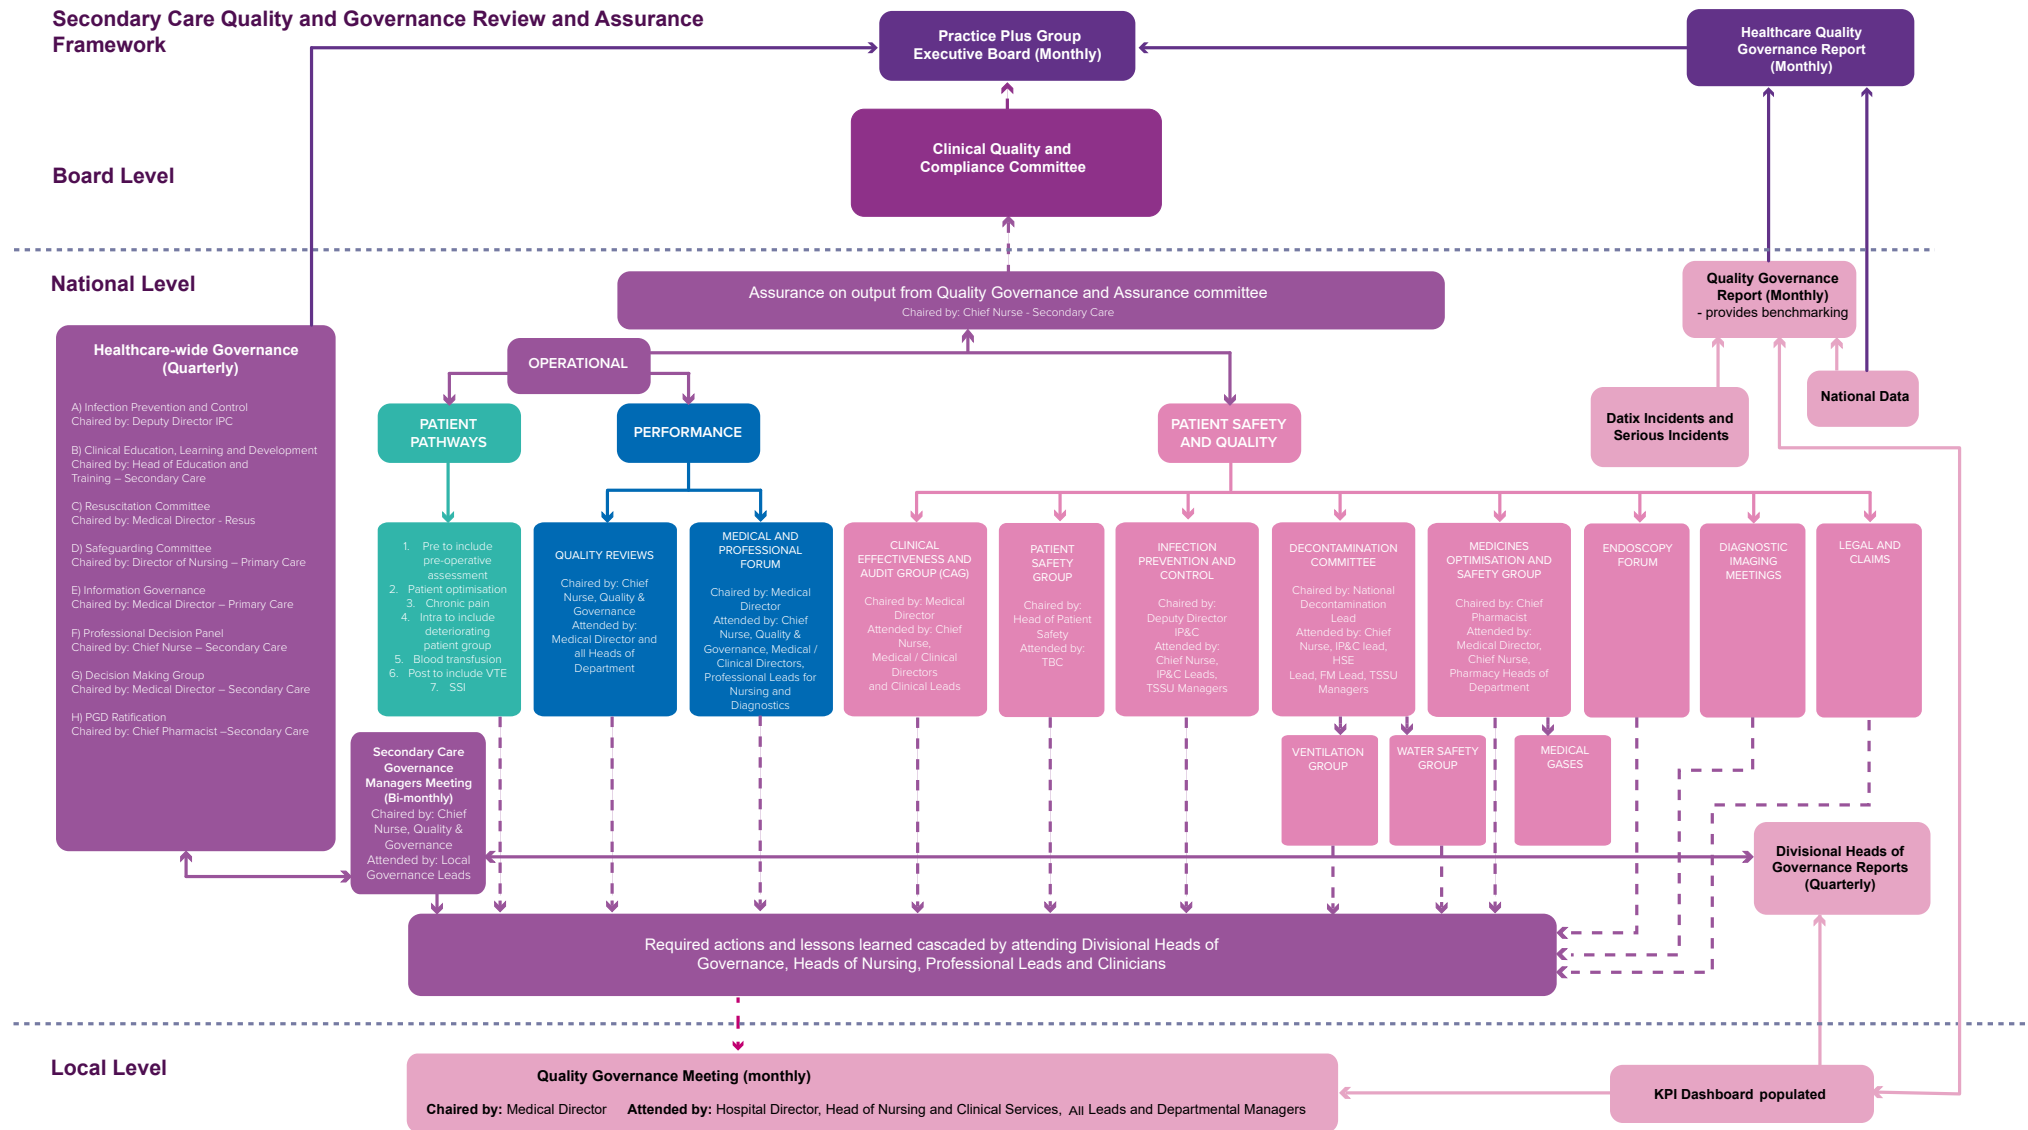 Secondary Care Quality and Governance Review and Assurance
Framework
Practice Plus Group
Executive Board (Monthly)
Healthcare Quality
Governance Report
(Monthly)
Clinical Quality and
Compliance Committee
Board Level
National Level
Assurance on output from Quality Governance and Assurance committee
Chaired by: Chief Nurse - Secondary Care
Quality Governance
Report (Monthly)
- provides benchmarking
Healthcare-wide Governance
(Quarterly)
A) Infection Prevention and Control
Chaired by: Deputy Director IPC
B) Clinical Education, Learning and Development
Chaired by: Head of Education and
Training – Secondary Care
C) Resuscitation Committee
Chaired by: Medical Director - Resus
D) Safeguarding Committee
Chaired by: Director of Nursing – Primary Care
E) Information Governance
Chaired by: Medical Director – Primary Care
F) Professional Decision Panel
Chaired by: Chief Nurse – Secondary Care
G) Decision Making Group
Chaired by: Medical Director – Secondary Care
H) PGD Ratification
Chaired by: Chief Pharmacist –Secondary Care
OPERATIONAL
PATIENT
PATHWAYS
PERFORMANCE
PATIENT SAFETY
AND QUALITY
Datix Incidents and
Serious Incidents
National Data
1. Pre to include
pre-operative
assessment
2. Patient optimisation
3. Chronic pain
4. Intra to include
deteriorating
patient group
5. Blood transfusion
6. Post to include VTE
7. SSI
QUALITY REVIEWS
Chaired by: Chief
Nurse, Quality &
Governance
Attended by:
Medical Director and
all Heads of
Department
MEDICAL AND
PROFESSIONAL
FORUM
Chaired by: Medical
Director
Attended by: Chief
Nurse, Quality &
Governance, Medical /
Clinical Directors,
Professional Leads for
Nursing and
Diagnostics
CLINICAL
EFFECTIVENESS AND
AUDIT GROUP (CAG)
Chaired by: Medical
Director
Attended by: Chief
Nurse,
Medical / Clinical
Directors
and Clinical Leads
PATIENT
SAFETY
GROUP
Chaired by:
Head of Patient
Safety
Attended by:
TBC
INFECTION
PREVENTION AND
CONTROL
Chaired by:
Deputy Director
IP&C
Attended by:
Chief Nurse,
IP&C Leads,
TSSU Managers
DECONTAMINATION
COMMITTEE
Chaired by: National
Decontamination
Lead
Attended by: Chief
Nurse, IP&C lead,
HSE
Lead, FM Lead, TSSU
Managers
MEDICINES
OPTIMISATION AND
SAFETY GROUP
Chaired by: Chief
Pharmacist
Attended by:
Medical Director,
Chief Nurse,
Pharmacy Heads of
Department
ENDOSCOPY
FORUM
DIAGNOSTIC
IMAGING
MEETINGS
LEGAL AND
CLAIMS
VENTILATION
GROUP
WATER SAFETY
GROUP
MEDICAL
GASES
Secondary Care
Governance
Managers Meeting
(Bi-monthly)
Chaired by: Chief
Nurse, Quality &
Governance
Attended by: Local
Governance Leads
Divisional Heads of
Governance Reports
(Quarterly)
Required actions and lessons learned cascaded by attending Divisional Heads of
Governance, Heads of Nursing, Professional Leads and Clinicians
Local Level
Quality Governance Meeting (monthly)
Chaired by: Medical Director Attended by: Hospital Director, Head of Nursing and Clinical Services, All Leads and Departmental Managers
KPI Dashboard populated